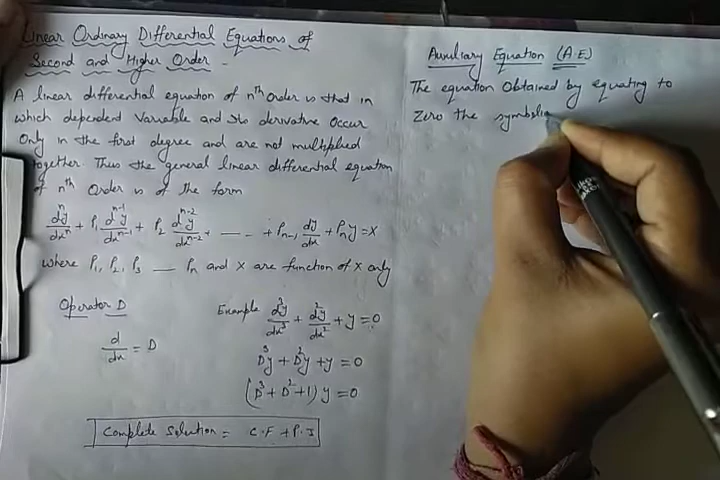 Linear Ordinary Differential Equations of
Second and Higher Order -
A linear differential equation of nth order is that in
which dependent variable and its derivative occur
Only in the first degree and are not multiplied
together. Thus the general linear differential equation
of nth Order is of the form
dⁿy/dxⁿ + P₁ dⁿ⁻¹y/dxⁿ⁻¹ + P₂ dⁿ⁻²y/dxⁿ⁻² + - - - + Pₙ₋₁ dy/dx + Pₙy = X
where P₁, P₂, P₃ — Pₙ and X are function of X only
Operator D
d/dx = D
Example d³y/dx³ + d²y/dx² + y = 0
D³y + D²y + y = 0
(D³ + D² + 1) y = 0
Complete Solution = C.F + P.I
Auxiliary Equation (A.E)
The equation Obtained by equating to
Zero the symbolic